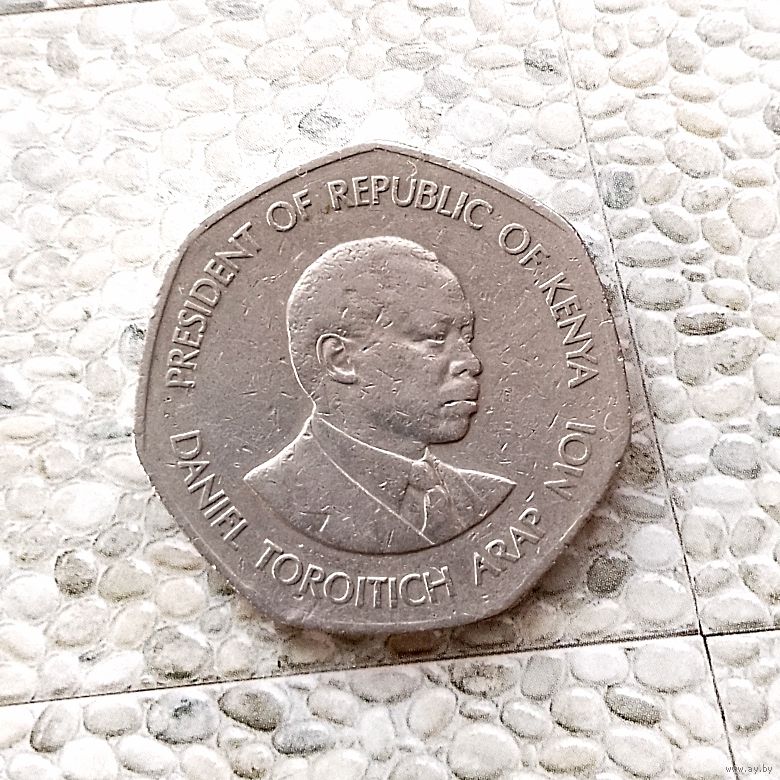 PRESIDENT OF REPUBLIC OF KENYA
DANIEL TOROITICH ARAP MOI
www.ay.by